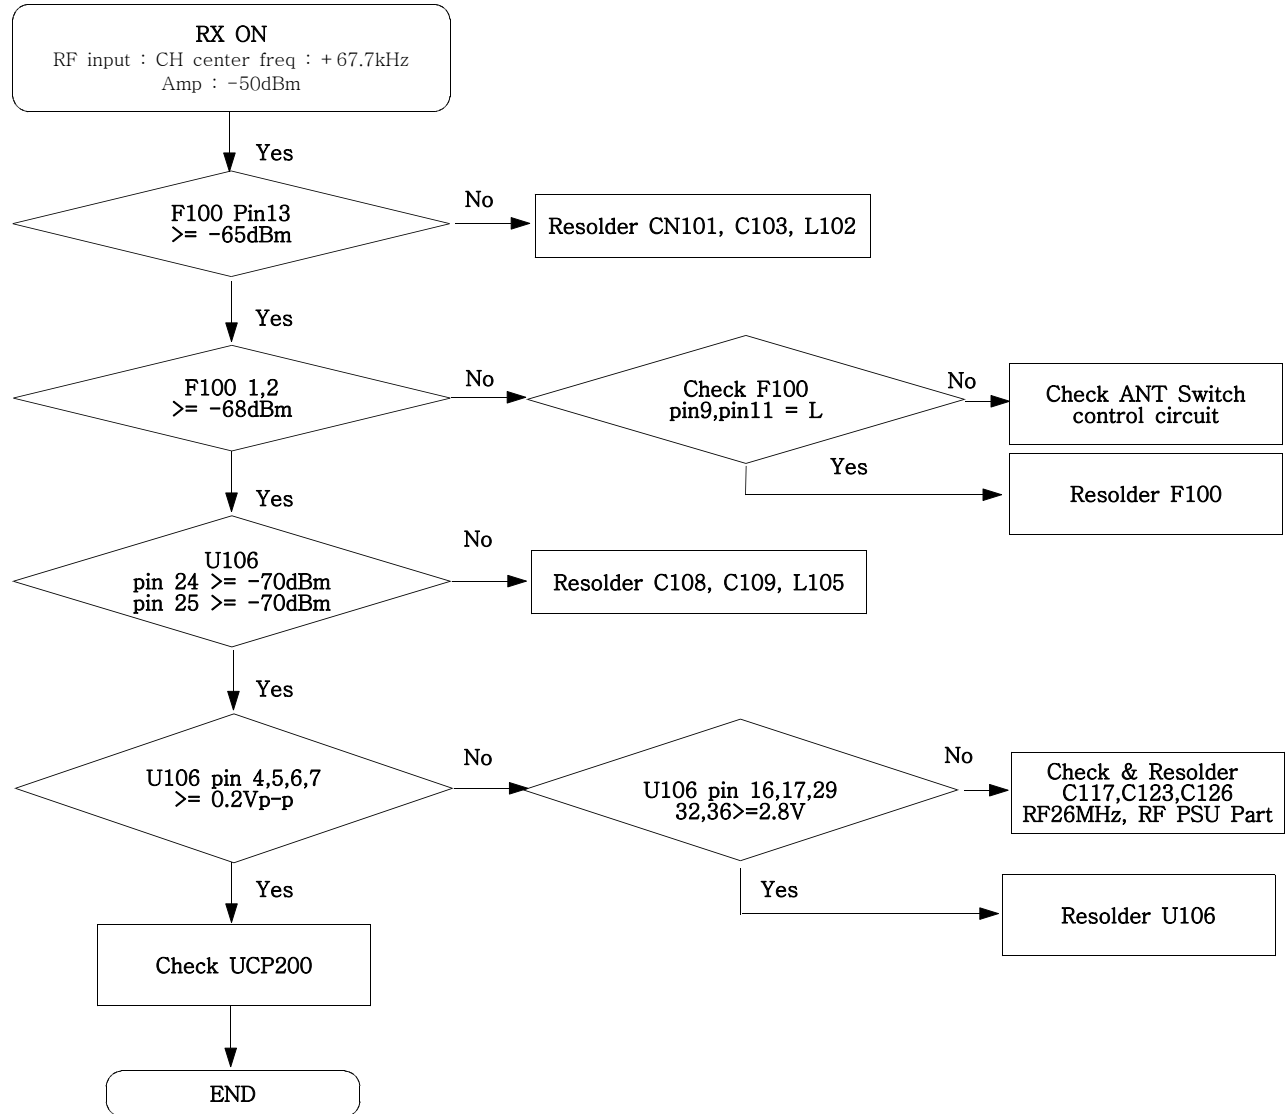 RX ON
RF input : CH center freq : +67.7kHz
Amp : -50dBm
Yes
F100 Pin13
>= -65dBm
No
Resolder CN101, C103, L102
Yes
F100 1,2
>= -68dBm
No
Check F100
pin9,pin11 = L
No
Check ANT Switch
control circuit
Yes
Resolder F100
Yes
U106
pin 24 >= -70dBm
pin 25 >= -70dBm
No
Resolder C108, C109, L105
Yes
U106 pin 4,5,6,7
>= 0.2Vp-p
No
U106 pin 16,17,29
32,36>=2.8V
No
Check & Resolder
C117,C123,C126
RF26MHz, RF PSU Part
Yes
Resolder U106
Yes
Check UCP200
END